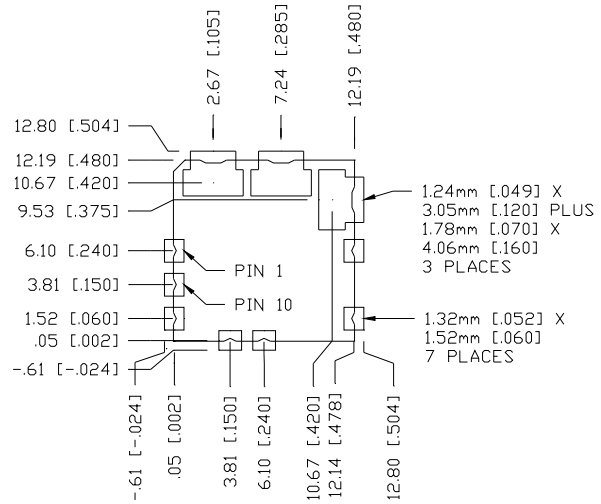 2.67 [.105]
7.24 [.285]
12.19 [.480]
12.80 [.504]
12.19 [.480]
10.67 [.420]
9.53 [.375]
6.10 [.240]
3.81 [.150]
1.52 [.060]
.05 [.002]
-.61 [-.024]
PIN 1
PIN 10
1.24mm [.049] X
3.05mm [.120] PLUS
1.78mm [.070] X
4.06mm [.160]
3 PLACES
1.32mm [.052] X
1.52mm [.060]
7 PLACES
-.61 [-.024]
.05 [.002]
3.81 [.150]
6.10 [.240]
10.67 [.420]
12.14 [.478]
12.80 [.504]